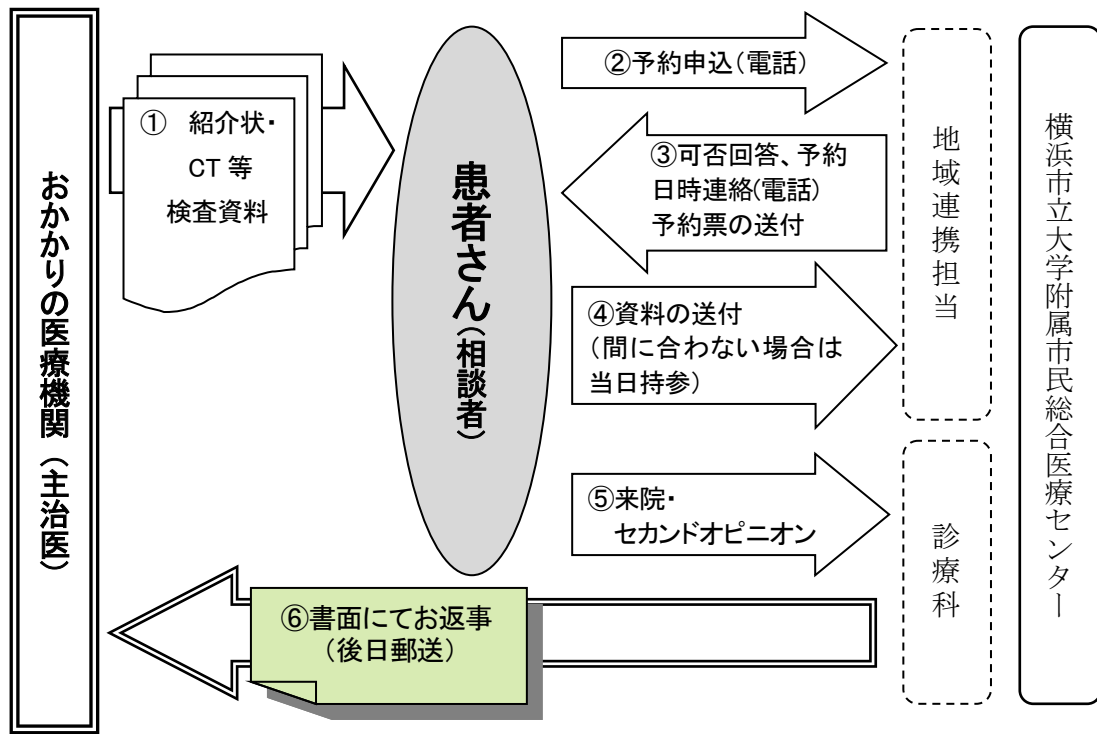 おかかりの医療機関（主治医）
① 紹介状・
CT 等
検査資料
患者さん（相談者）
②予約申込（電話）
③可否回答、予約
日時連絡(電話)
予約票の送付
④資料の送付
（間に合わない場合は
当日持参）
⑤来院・
セカンドオピニオン
⑥書面にてお返事
（後日郵送）
地域連携担当
診療科
横浜市立大学附属市民総合医療センター